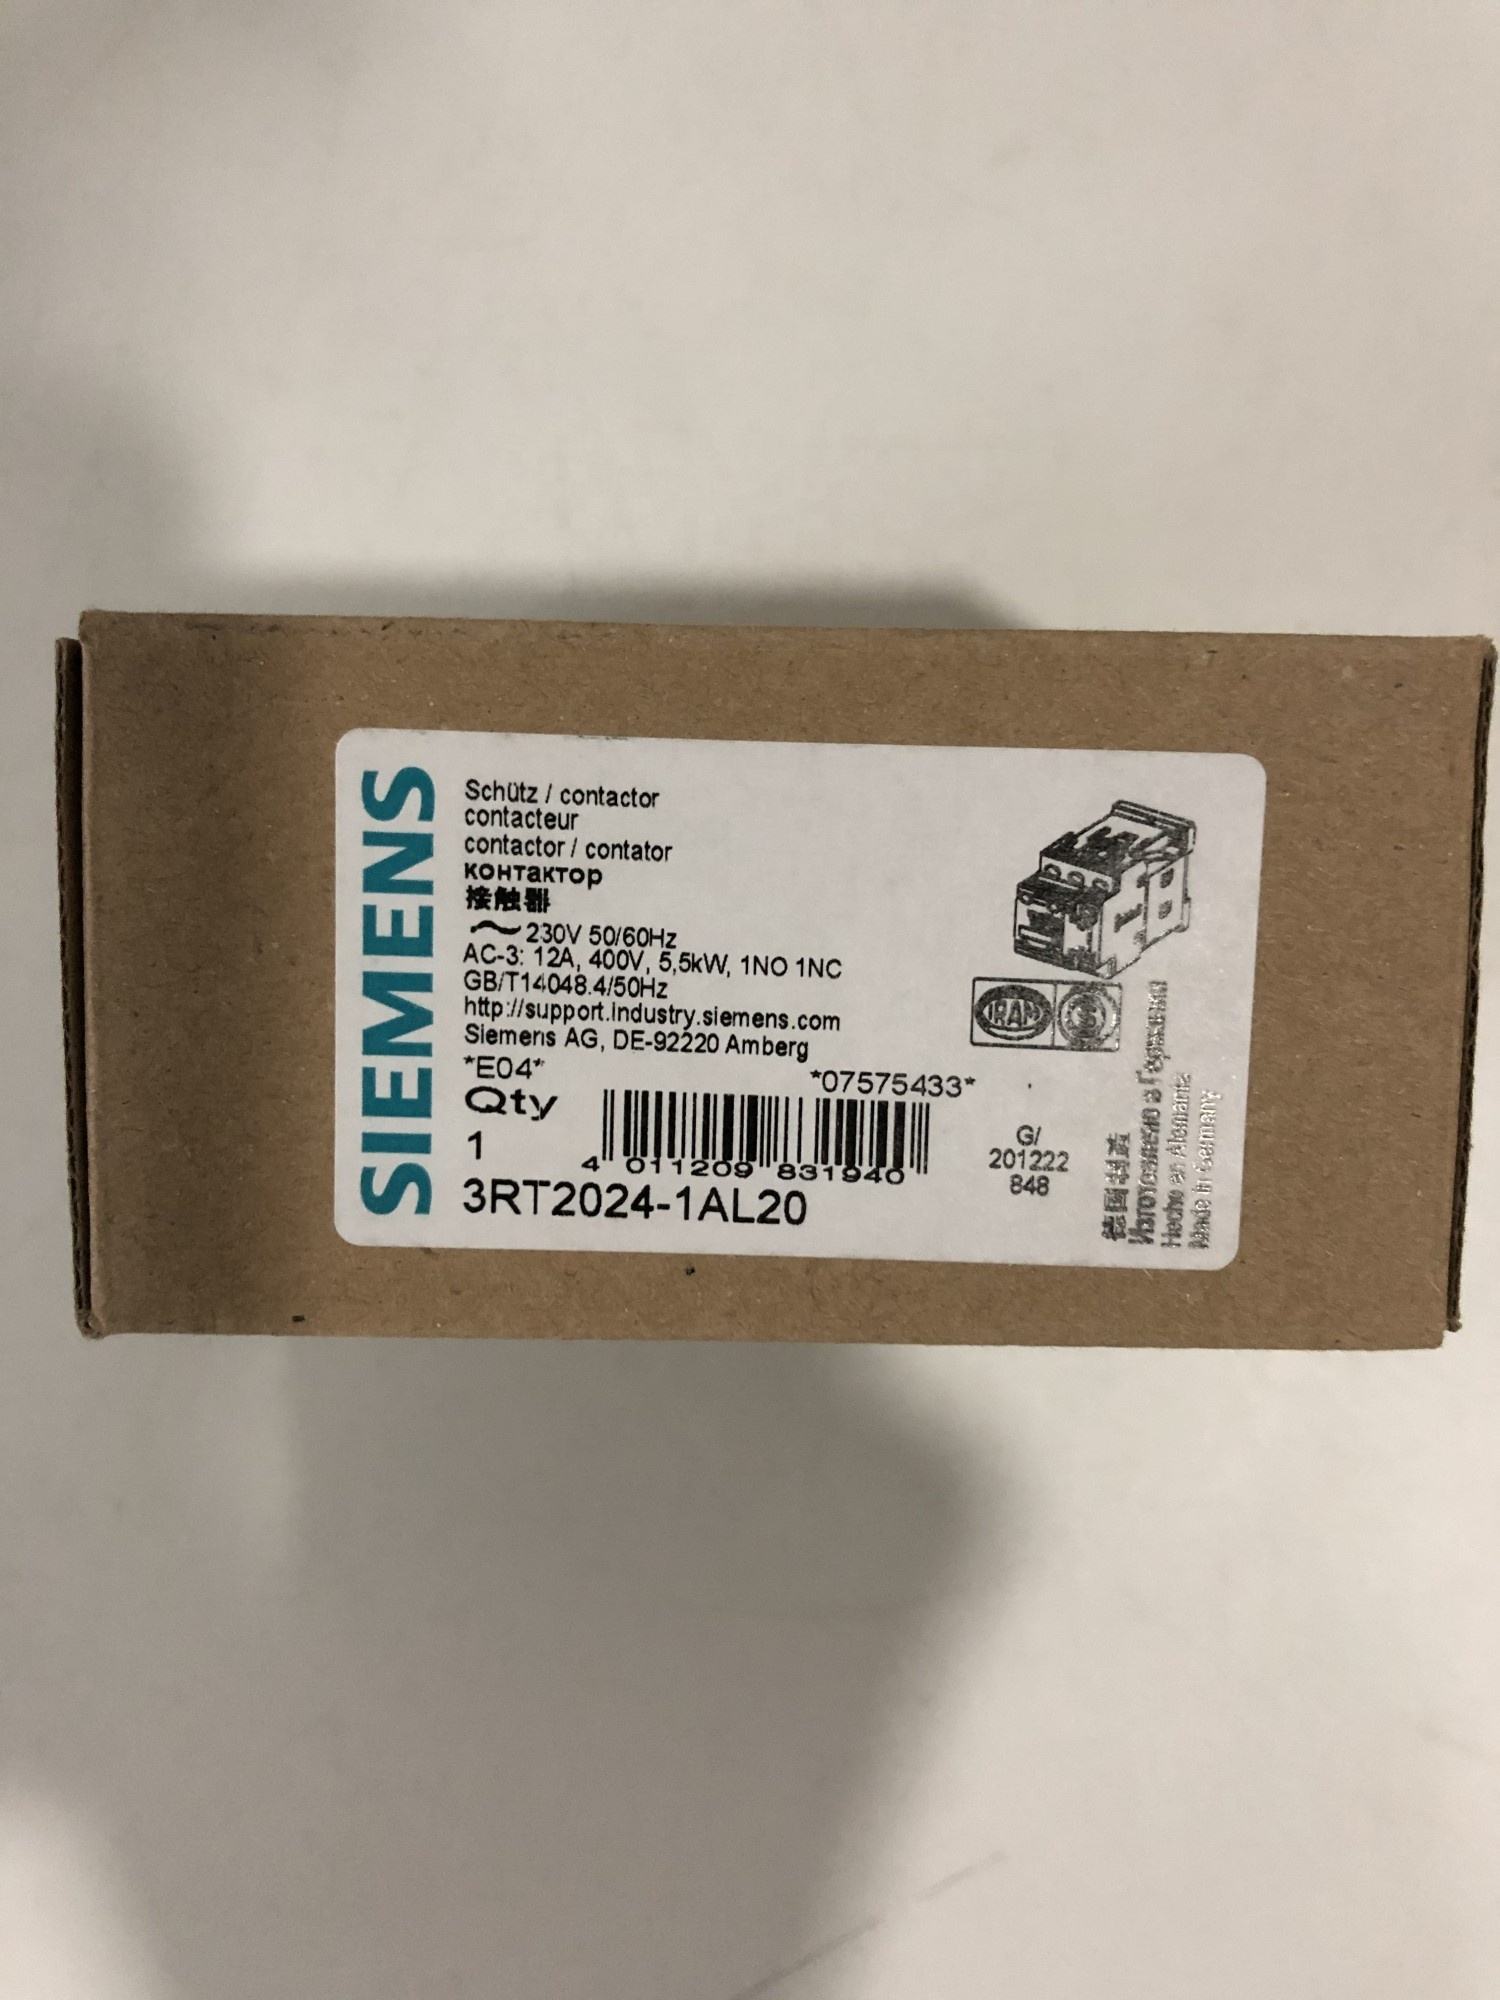 SIEMENS
Schütz / contactor
contacteur
contactor / contator
контактор
接触器
~ 230V 50/60Hz
AC-3: 12A, 400V, 5,5kW, 1NO 1NC
GB/T14048.4/50Hz
http://support.industry.siemens.com
Siemens AG, DE-92220 Amberg
*E04*
*07575433*
Qty
1
4 011209 831940
3RT2024-1AL20
IRAM
G/
201222
848
德国制造
Изготовлено в Германии
Hecho en Alemania
Made in Germany